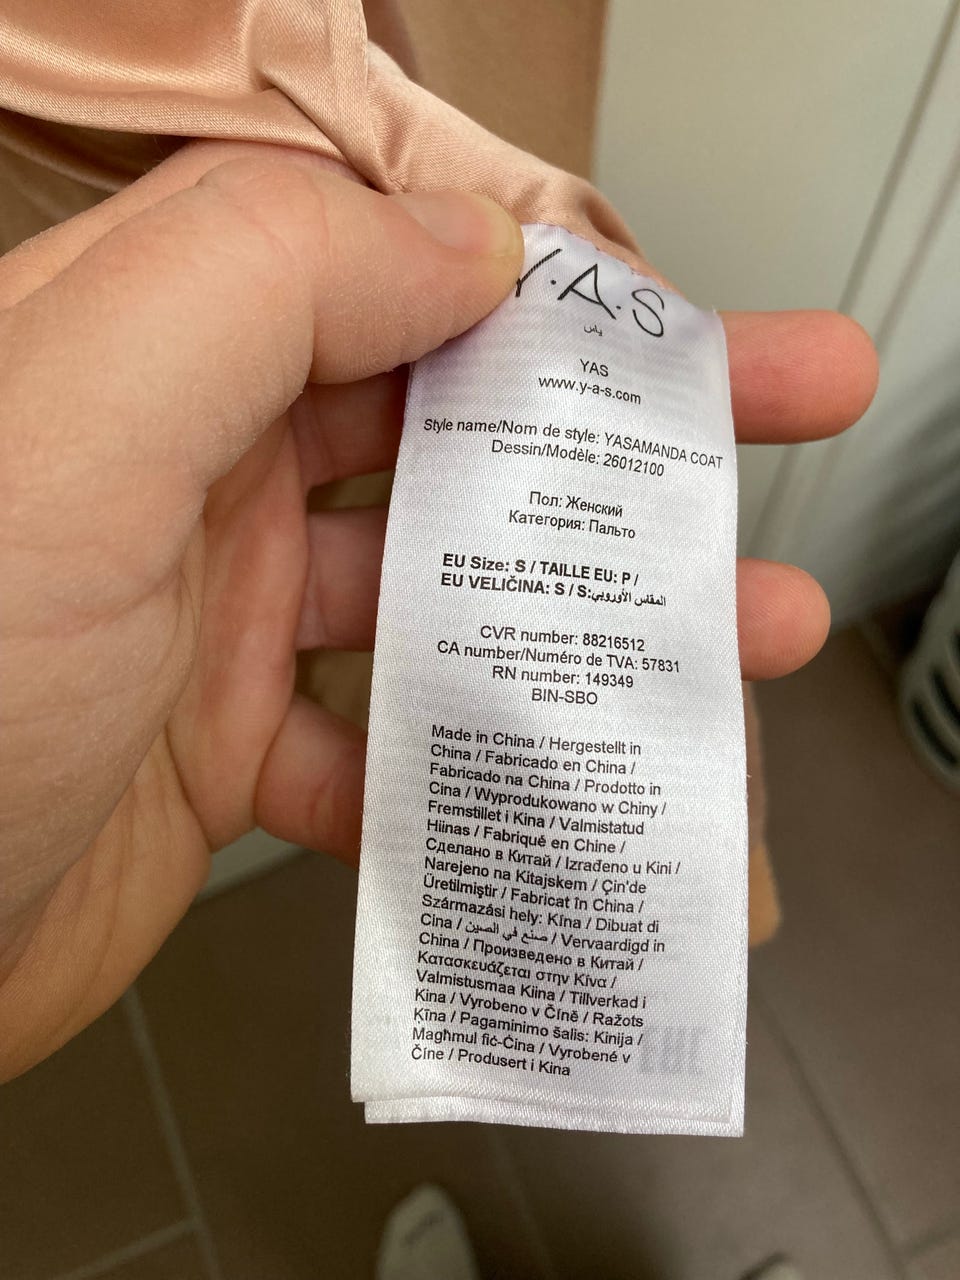 Y.A.S
ياس
YAS
www.y-a-s.com
Style name/Nom de style: YASAMANDA COAT
Dessin/Modèle: 26012100
Пол: Женский
Категория: Пальто
EU Size: S / TAILLE EU: P /
EU VELIČINA: S / S:المقاس الأوروبي
CVR number: 88216512
CA number/Numéro de TVA: 57831
RN number: 149349
BIN-SBO
Made in China / Hergestellt in
China / Fabricado en China /
Fabricado na China / Prodotto in
Cina / Wyprodukowano w Chiny /
Fremstillet i Kina / Valmistatud
Hiinas / Fabriqué en Chine /
Сделано в Китай / Izrađeno u Kini /
Narejeno na Kitajskem / Çin'de
Üretilmiştir / Fabricat în China /
Származási hely: Kína / Dibuat di
Cina / صنع في الصين / Vervaardigd in
China / Произведено в Китай /
Κατασκευάζεται στην Κίνα /
Valmistusmaa Kiina / Tillverkad i
Kina / Vyrobeno v Číně / Ražots
Ķīna / Pagaminimo šalis: Kinija /
Magħmul fiċ-Ċina / Vyrobené v
Číne / Produsert i Kina